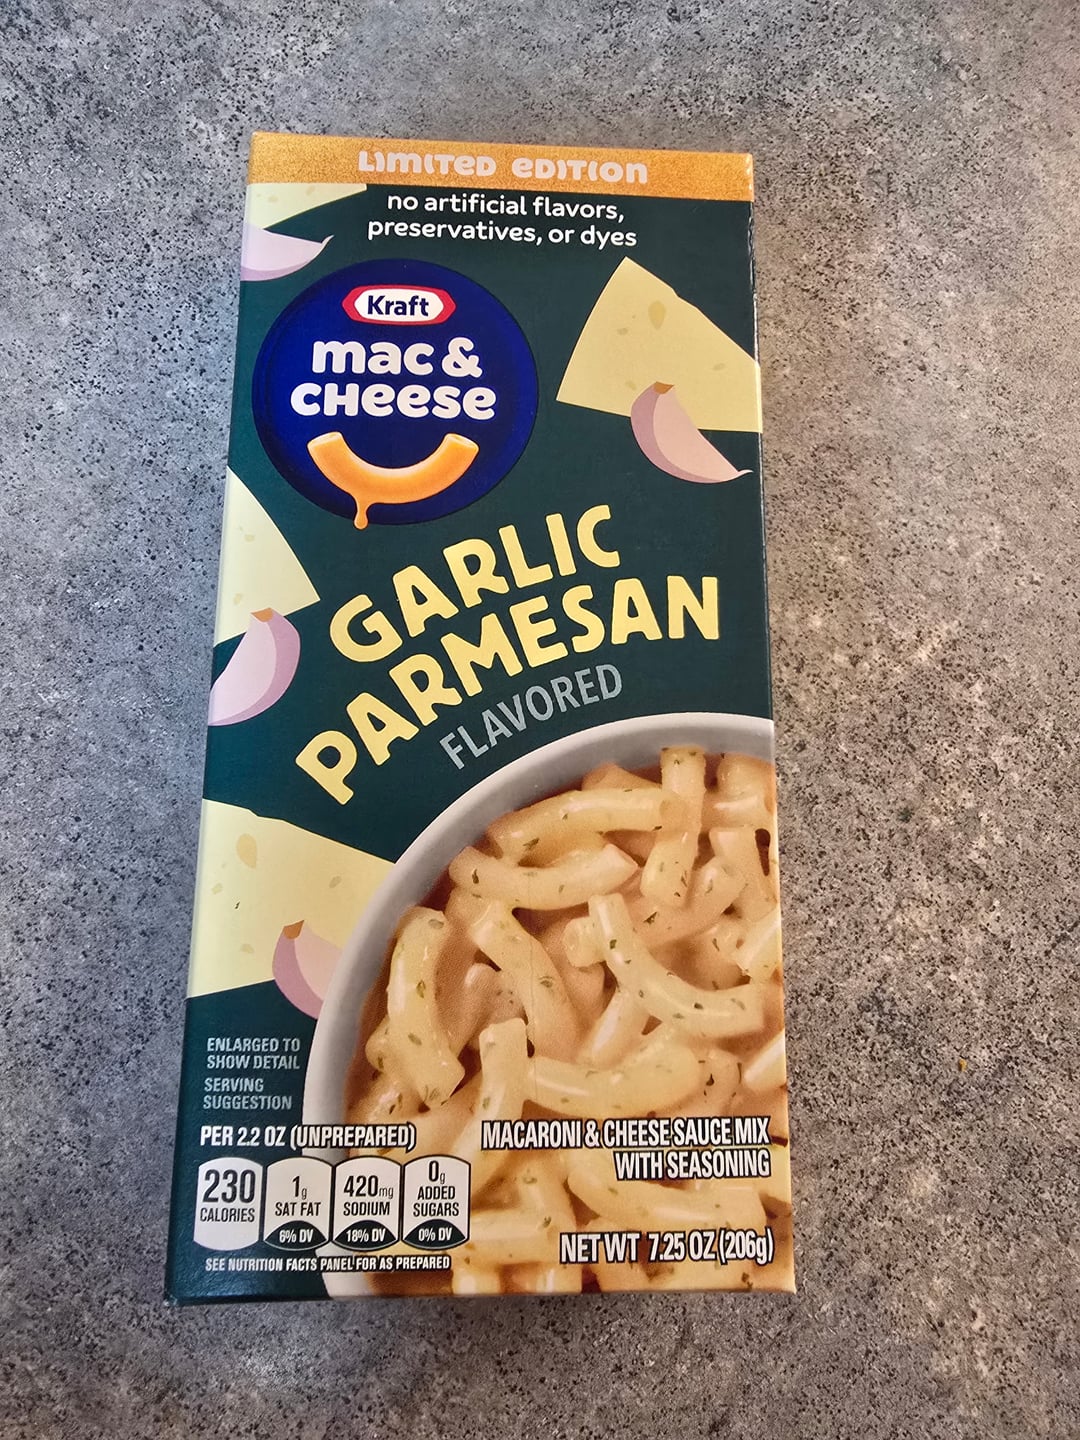 LIMITED EDITION
no artificial flavors,
preservatives, or dyes
Kraft
mac &
CHeese
GARLIC
PARMESAN
FLAVORED
ENLARGED TO
SHOW DETAIL
SERVING
SUGGESTION
PER 2.2 OZ (UNPREPARED)
230
CALORIES
1g
SAT FAT
6% DV
420mg
SODIUM
18% DV
0g
ADDED
SUGARS
0% DV
SEE NUTRITION FACTS PANEL FOR AS PREPARED
MACARONI & CHEESE SAUCE MIX
WITH SEASONING
NET WT 7.25 OZ (206g)